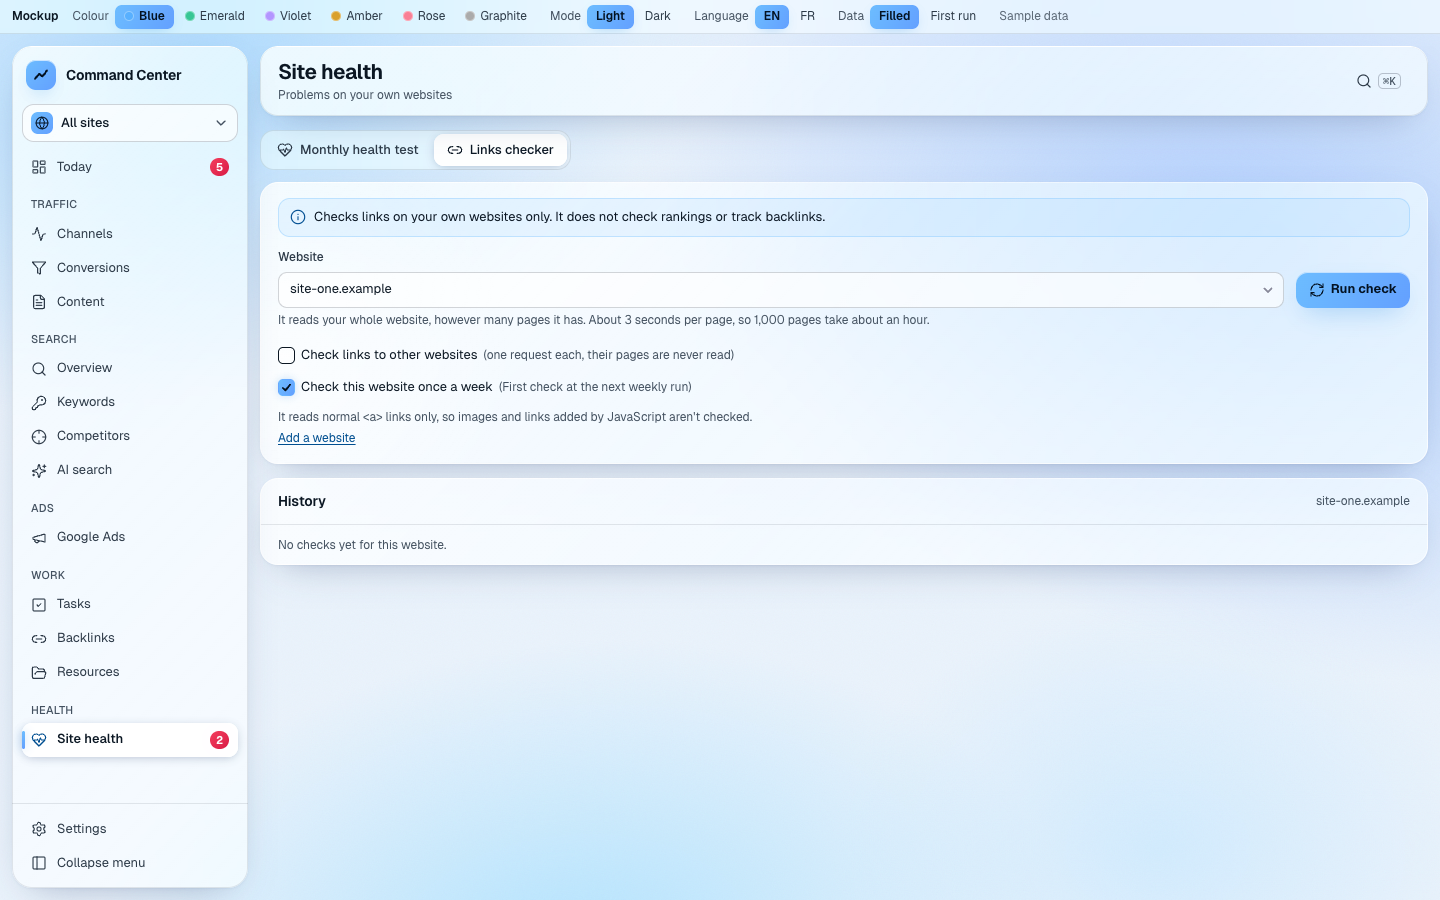 Mockup Colour Blue Emerald Violet Amber Rose Graphite Mode Light Dark Language EN FR Data Filled First run Sample data
Command Center
All sites
Today 5
TRAFFIC
Channels
Conversions
Content
SEARCH
Overview
Keywords
Competitors
AI search
ADS
Google Ads
WORK
Tasks
Backlinks
Resources
HEALTH
Site health 2
Settings
Collapse menu
Site health
Problems on your own websites
⌘K
Monthly health test Links checker
Checks links on your own websites only. It does not check rankings or track backlinks.
Website
site-one.example Run check
It reads your whole website, however many pages it has. About 3 seconds per page, so 1,000 pages take about an hour.
Check links to other websites (one request each, their pages are never read)
Check this website once a week (First check at the next weekly run)
It reads normal <a> links only, so images and links added by JavaScript aren't checked.
Add a website
History site-one.example
No checks yet for this website.